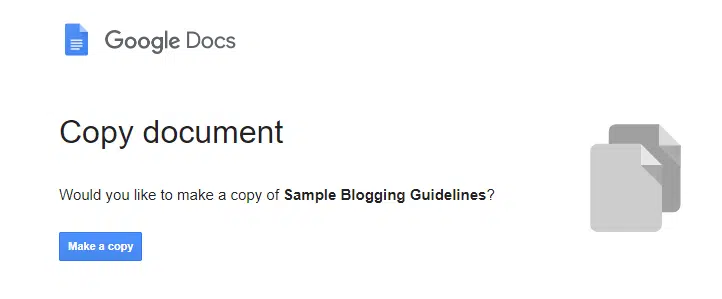 Google Docs
Copy document
Would you like to make a copy of Sample Blogging Guidelines?
Make a copy